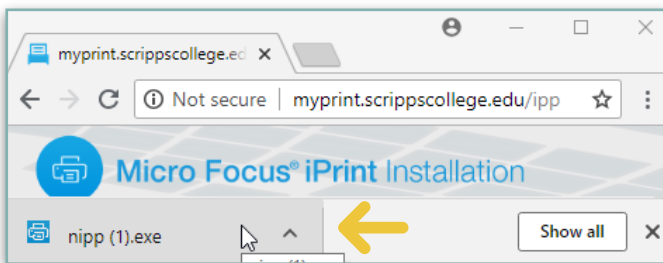 myprint.scrippscollege.ed
Not secure | myprint.scrippscollege.edu/ipp
Micro Focus® iPrint Installation
nipp (1).exe
Show all